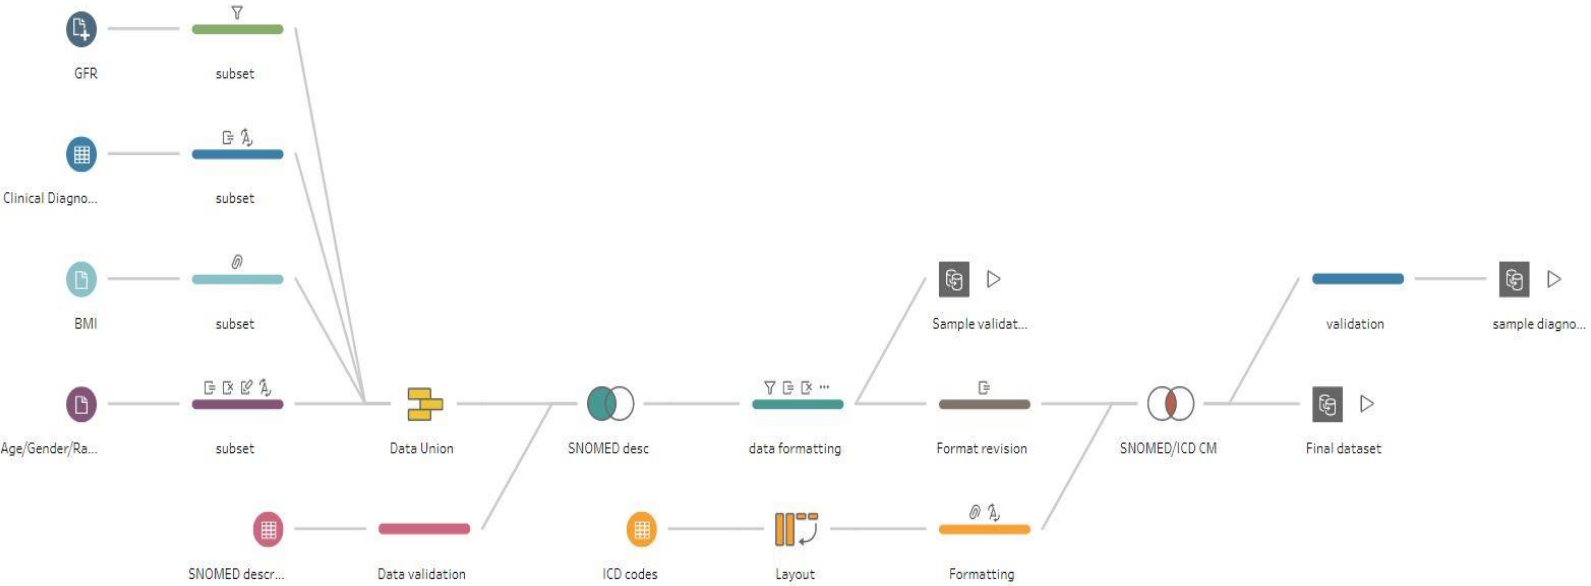 GFR
subset
Clinical Diagno...
subset
BMI
subset
Sample validat...
validation
sample diagno...
Age/Gender/Ra...
subset
Data Union
SNOMED desc
data formatting
Format revision
SNOMED/ICD CM
Final dataset
SNOMED descr...
Data validation
ICD codes
Layout
Formatting